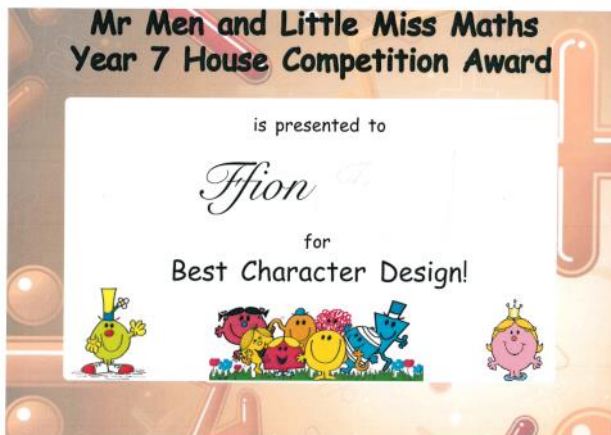 Mr Men and Little Miss Maths
Year 7 House Competition Award
is presented to
Ffion
for
Best Character Design!